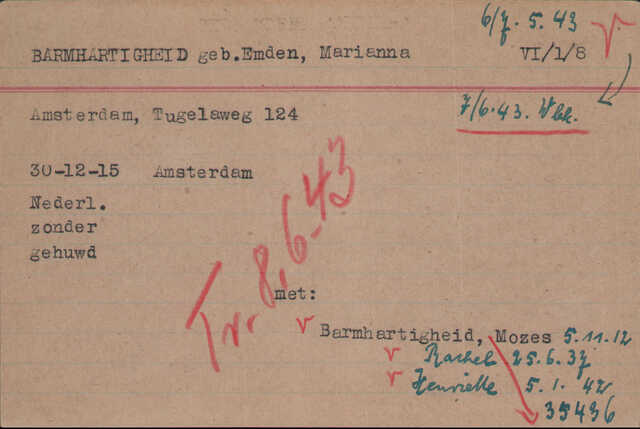 6/7. 5. 43
BARMHARTIGHEID geb.Emden, Marianna VI/1/8
Amsterdam, Tugelaweg 124 7/6.43. Wbk.
30-12-15 Amsterdam
Nederl.
zonder
gehuwd
Tr. 8.6.43
met:
Barmhartigheid, Mozes 5.11.12
Rachel 25.6.37
Henriette 5.1.42
35436